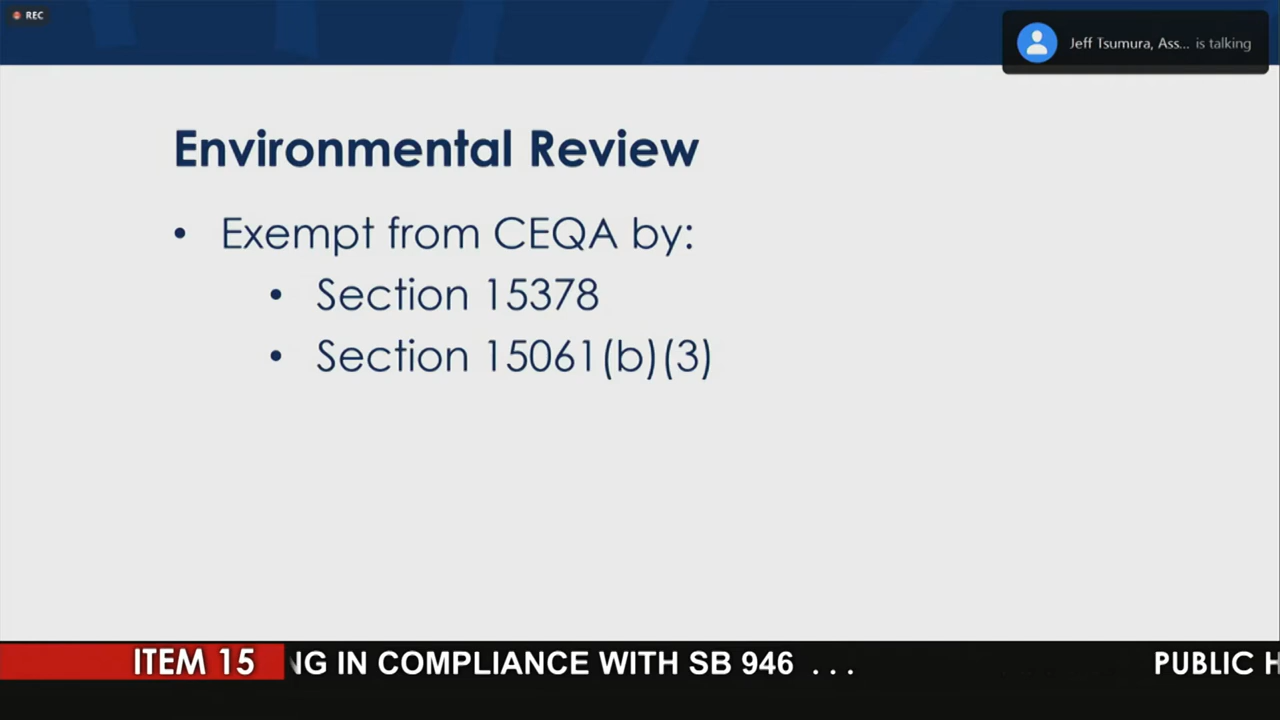 REC
Jeff Tsumura, Ass... is talking
Environmental Review
• Exempt from CEQA by:
• Section 15378
• Section 15061(b)(3)
ITEM 15 NG IN COMPLIANCE WITH SB 946 . . . PUBLIC H